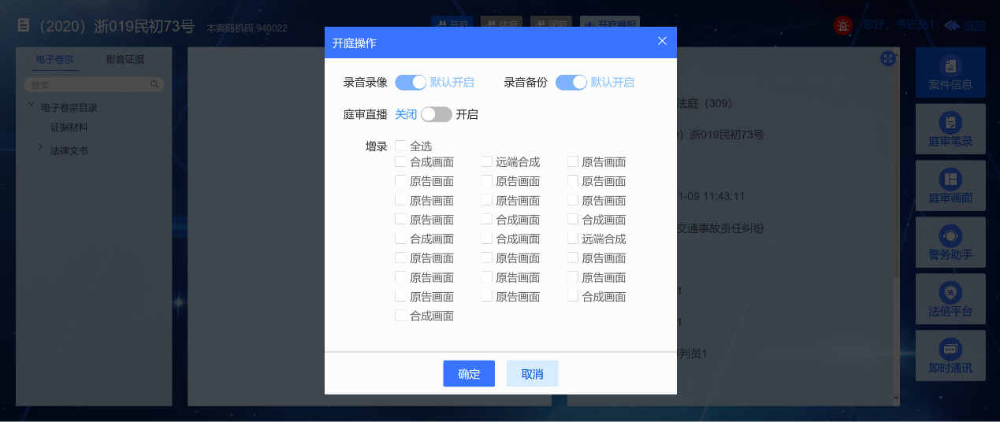 （2020）浙019民初73号
本案随机码:940022
开庭
休庭
闭庭
开庭播报
您好，书记员1
返回
电子卷宗
影音证据
搜索
电子卷宗目录
证据材料
法律文书
开庭操作
录音录像 默认开启 录音备份 默认开启
庭审直播 关闭 开启
增录 全选
合成画面 远端合成 原告画面
原告画面 原告画面 原告画面
原告画面 原告画面 原告画面
原告画面 合成画面 合成画面
合成画面 合成画面 远端合成
原告画面 原告画面 原告画面
原告画面 原告画面 原告画面
原告画面 原告画面 合成画面
合成画面
确定 取消
法庭（309）
）浙019民初73号
1-09 11:43:11
交通事故责任纠纷
1
1
判员1
案件信息
庭审笔录
庭审画面
警务助手
法
法信平台
即时通讯